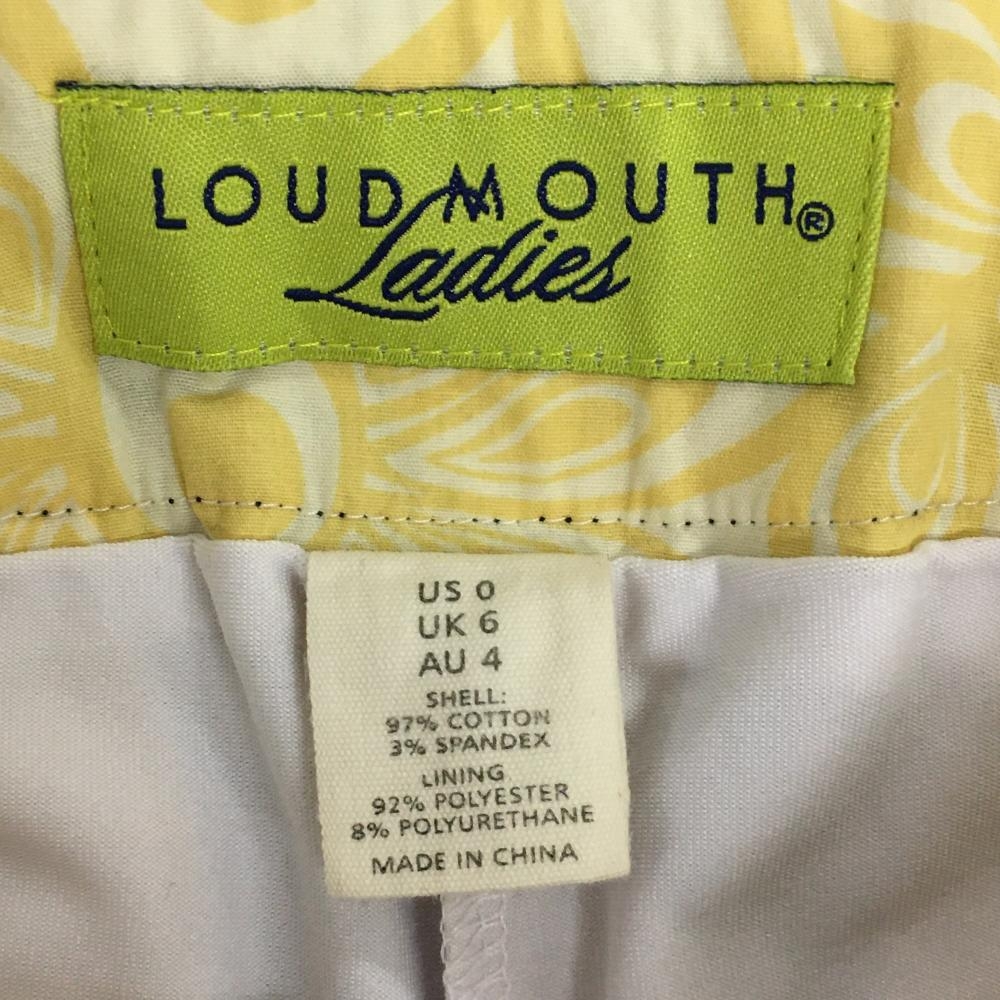 LOUDMOUTH®
Ladies
US 0
UK 6
AU 4
SHELL:
97% COTTON
3% SPANDEX
LINING
92% POLYESTER
8% POLYURETHANE
MADE IN CHINA